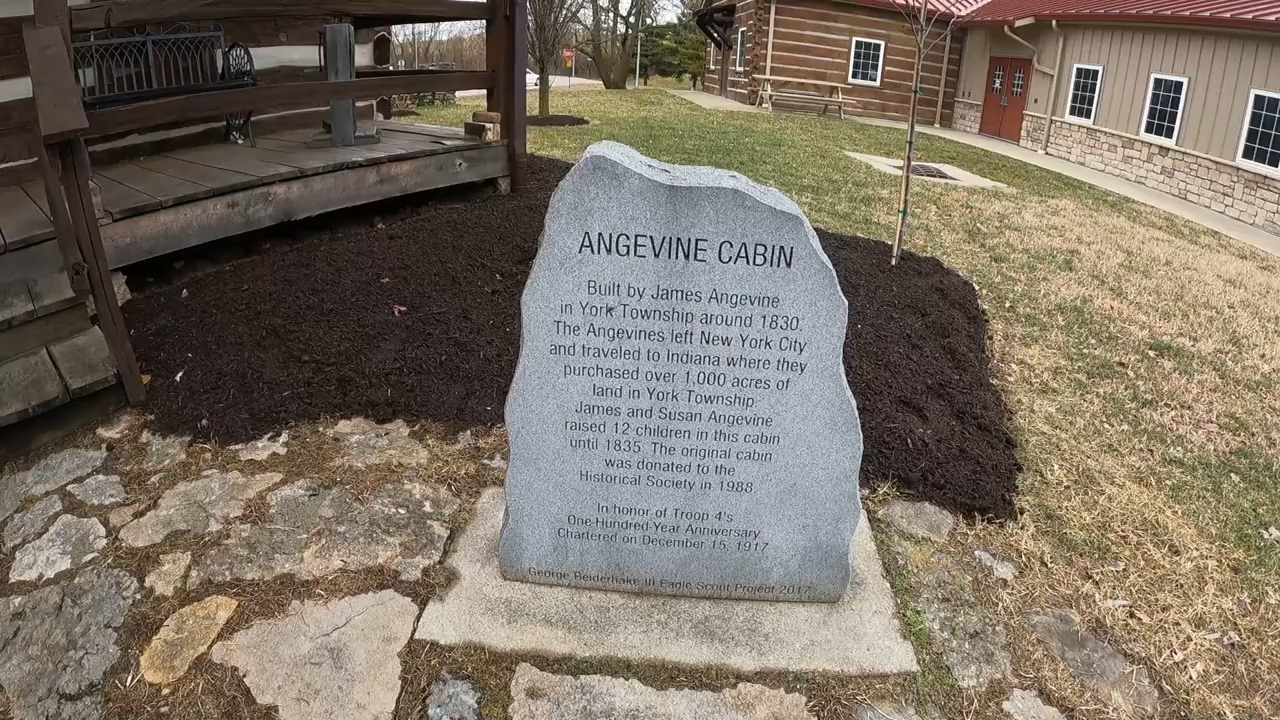 ANGEVINE CABIN
Built by James Angevine
in York Township around 1830.
The Angevines left New York City
and traveled to Indiana where they
purchased over 1,000 acres of
land in York Township.
James and Susan Angevine
raised 12 children in this cabin
until 1835. The original cabin
was donated to the
Historical Society in 1988.
In honor of Troop 4's
One Hundred Year Anniversary
Chartered on December 15, 1917
George Beiderhake III Eagle Scout Project 2017